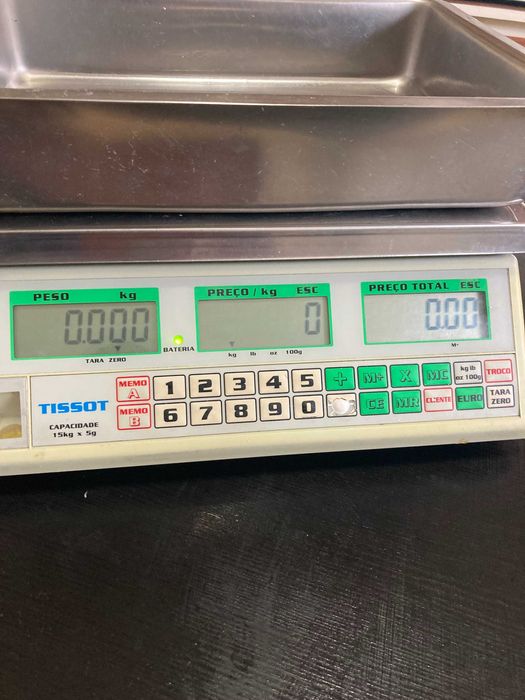 PESO kg
0.000
TARA ZERO
BATERIA
PREÇO / kg ESC
0
kg lb oz 100g
PREÇO TOTAL ESC
0.00
M+
TISSOT
CAPACIDADE
15kg x 5g
MEMO A 1 2 3 4 5 + M+ X MC kg lb oz 100g TROCO
MEMO B 6 7 8 9 0 CE MR CLIENTE EURO TARA ZERO